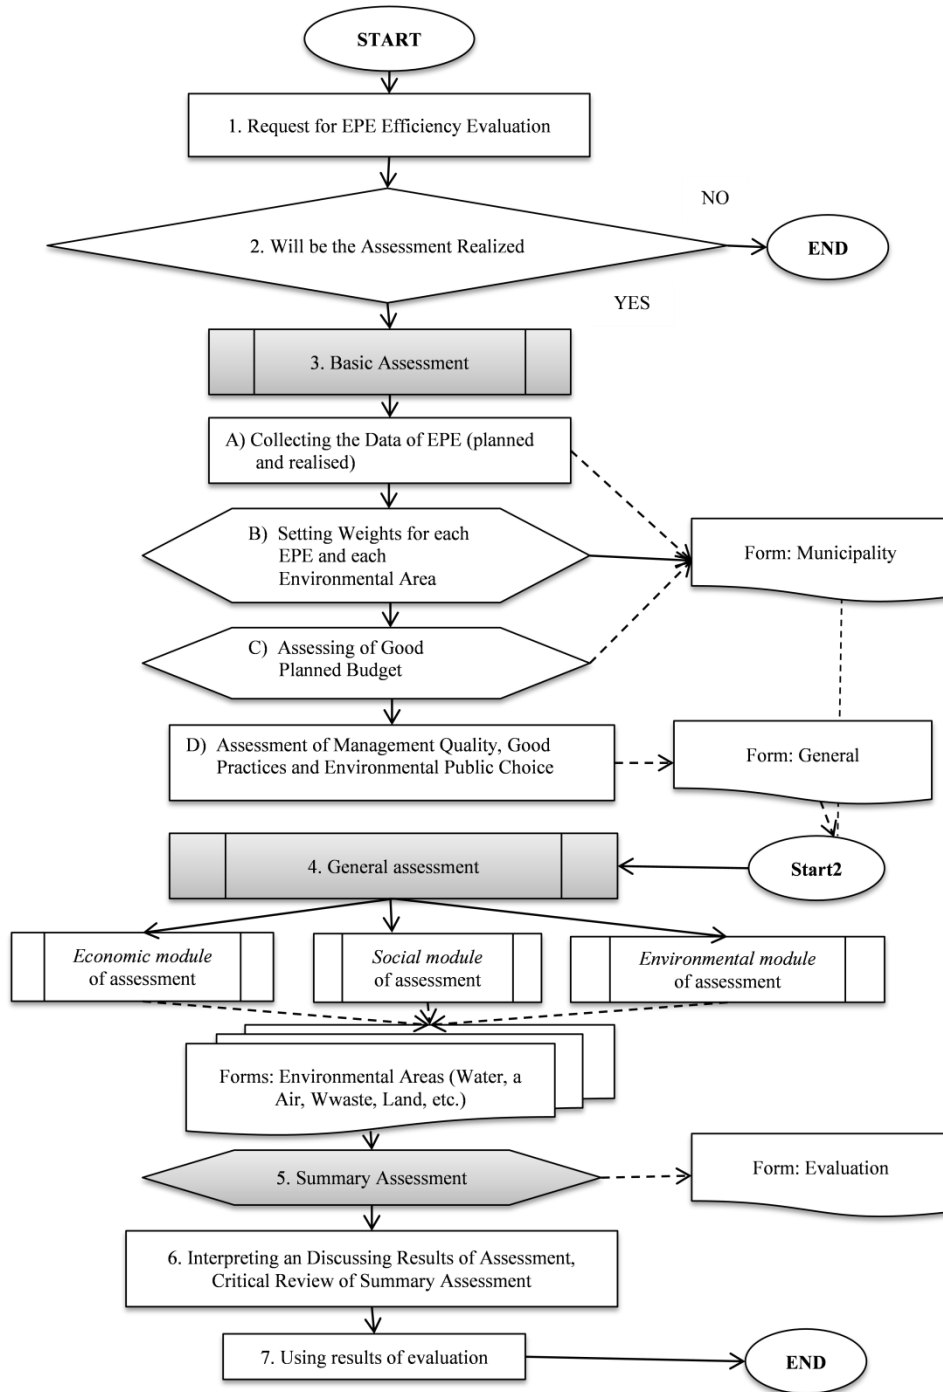 START
1. Request for EPE Efficiency Evaluation
NO
2. Will be the Assessment Realized
END
YES
3. Basic Assessment
A) Collecting the Data of EPE (planned
and realised)
B) Setting Weights for each
EPE and each
Environmental Area
Form: Municipality
C) Assessing of Good
Planned Budget
D) Assessment of Management Quality, Good
Practices and Environmental Public Choice
Form: General
4. General assessment
Start2
Economic module
of assessment
Social module
of assessment
Environmental module
of assessment
Forms: Environmental Areas (Water, a
Air, Wwaste, Land, etc.)
5. Summary Assessment
Form: Evaluation
6. Interpreting an Discussing Results of Assessment,
Critical Review of Summary Assessment
7. Using results of evaluation
END